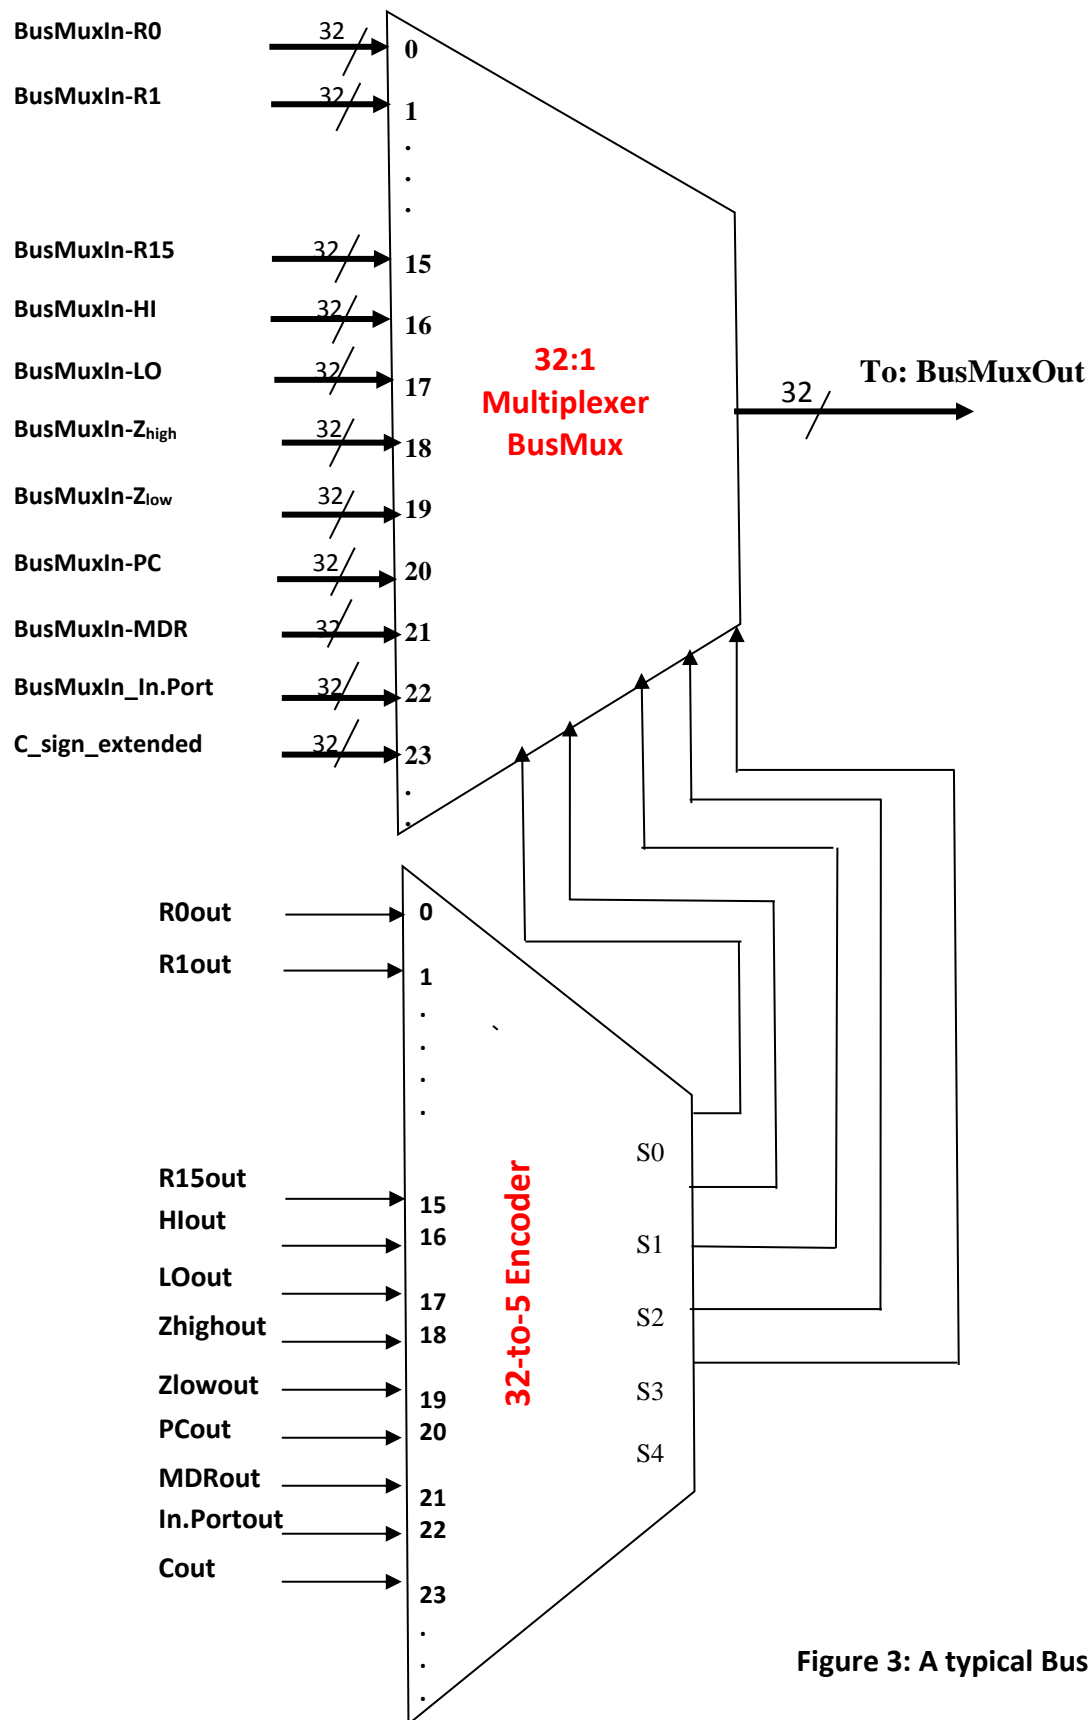 BusMuxIn-R0 32 0
BusMuxIn-R1 32 1
.
.
.
BusMuxIn-R15 32 15
BusMuxIn-HI 32 16
BusMuxIn-LO 32 17
BusMuxIn-Zhigh 32 18
BusMuxIn-Zlow 32 19
BusMuxIn-PC 32 20
BusMuxIn-MDR 32 21
BusMuxIn_In.Port 32 22
C_sign_extended 32 23
.
.
32:1
Multiplexer
BusMux
32 To: BusMuxOut
R0out 0
R1out 1
.
.
.
.
R15out 15
HIout 16
LOout 17
Zhighout 18
Zlowout 19
PCout 20
MDRout 21
In.Portout 22
Cout 23
.
.
.
32-to-5 Encoder
S0
S1
S2
S3
S4
Figure 3: A typical Bus